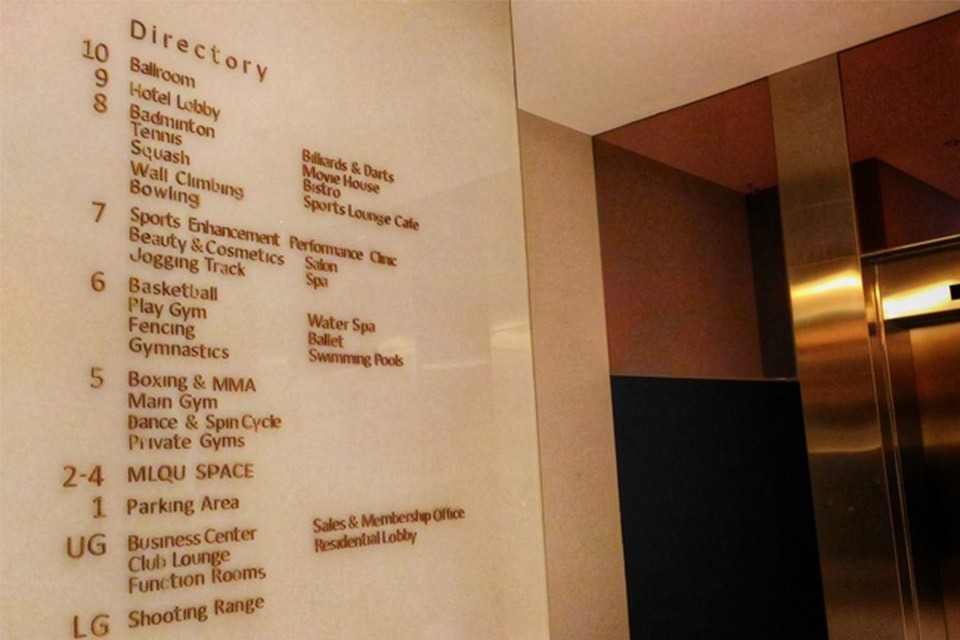 Directory
10 Ballroom
9 Hotel Lobby
8 Badminton
Tennis
Squash Billiards & Darts
Wall Climbing Movie House
Bowling Bistro
Sports Lounge Cafe
7 Sports Enhancement Performance Clinic
Beauty & Cosmetics Salon
Jogging Track Spa
6 Basketball
Play Gym Water Spa
Fencing Ballet
Gymnastics Swimming Pools
5 Boxing & MMA
Main Gym
Dance & Spin Cycle
Private Gyms
2-4 MLQU SPACE
1 Parking Area
UG Business Center Sales & Membership Office
Club Lounge Residential Lobby
Function Rooms
LG Shooting Range